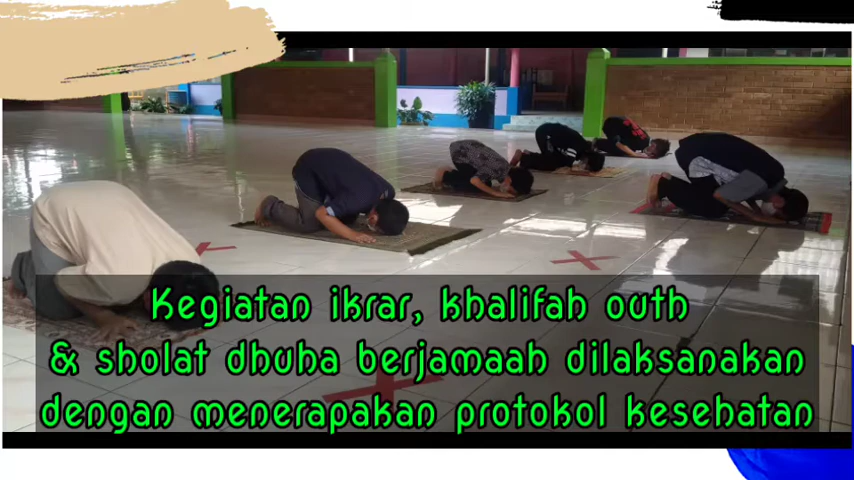 Kegiatan ikrar, khalifah outh
& sholat dhuha berjamaah dilaksanakan
dengan menerapakan protokol kesehatan